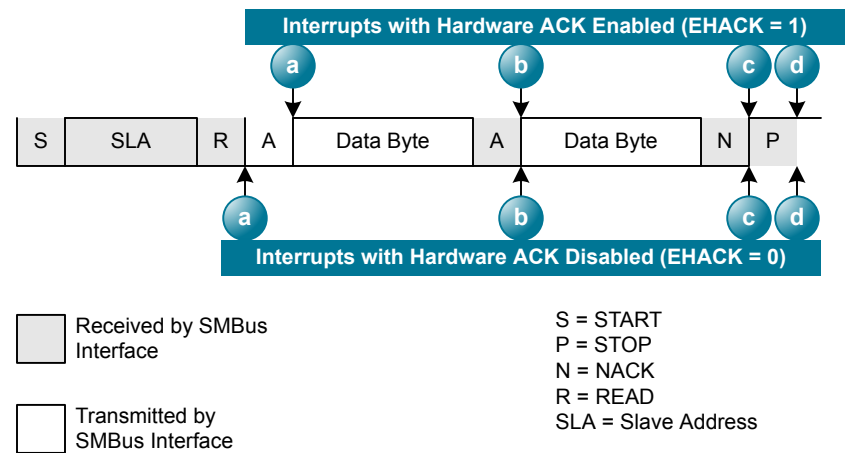 Interrupts with Hardware ACK Enabled (EHACK = 1)
a b c d
S SLA R A Data Byte A Data Byte N P
a b c d
Interrupts with Hardware ACK Disabled (EHACK = 0)
Received by SMBus
Interface
Transmitted by
SMBus Interface
S = START
P = STOP
N = NACK
R = READ
SLA = Slave Address